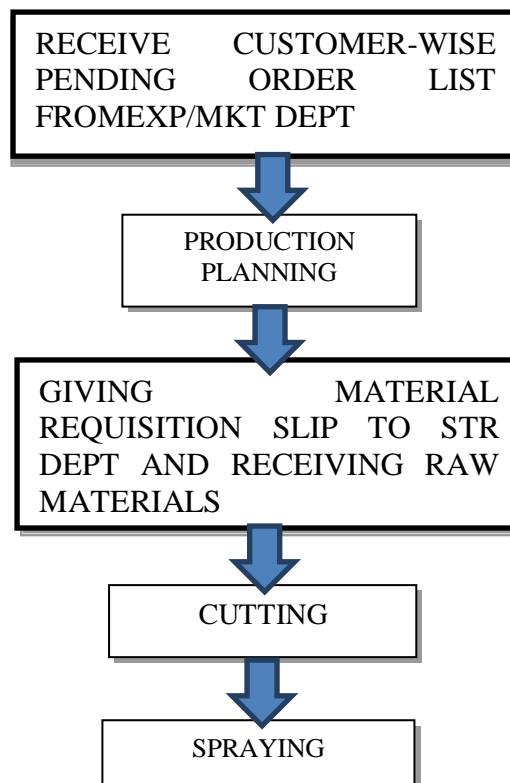 RECEIVE CUSTOMER-WISE
PENDING ORDER LIST
FROMEXP/MKT DEPT
PRODUCTION
PLANNING
GIVING MATERIAL
REQUISITION SLIP TO STR
DEPT AND RECEIVING RAW
MATERIALS
CUTTING
SPRAYING